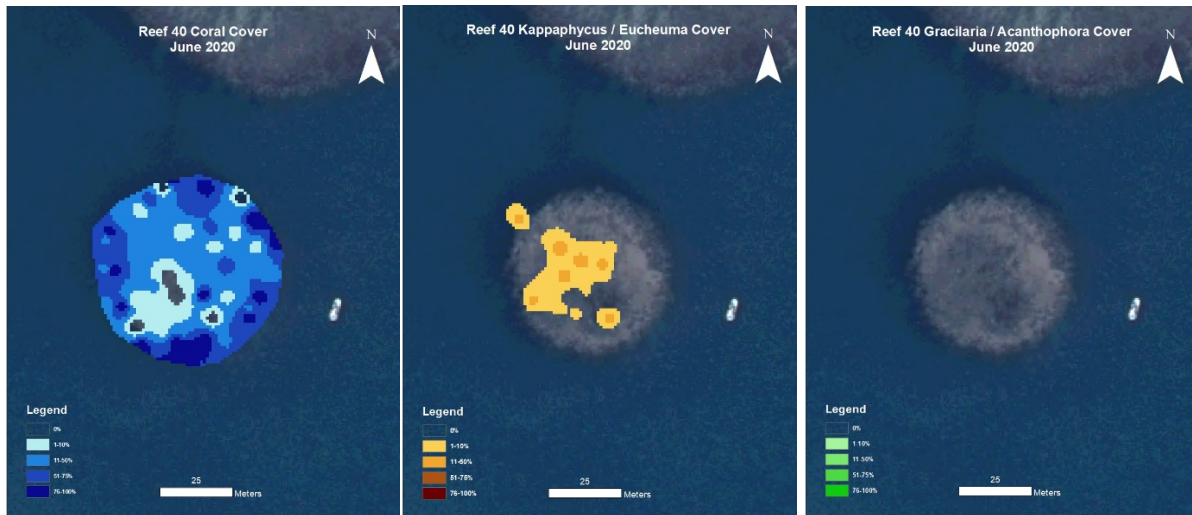 Reef 40 Coral Cover
June 2020
N
Legend
0%
1-10%
11-50%
51-75%
76-100%
25
Meters
Reef 40 Kappaphycus / Eucheuma Cover
June 2020
N
Legend
0%
1-10%
11-50%
51-75%
76-100%
25
Meters
Reef 40 Gracilaria / Acanthophora Cover
June 2020
N
Legend
0%
1-10%
11-50%
51-75%
76-100%
25
Meters